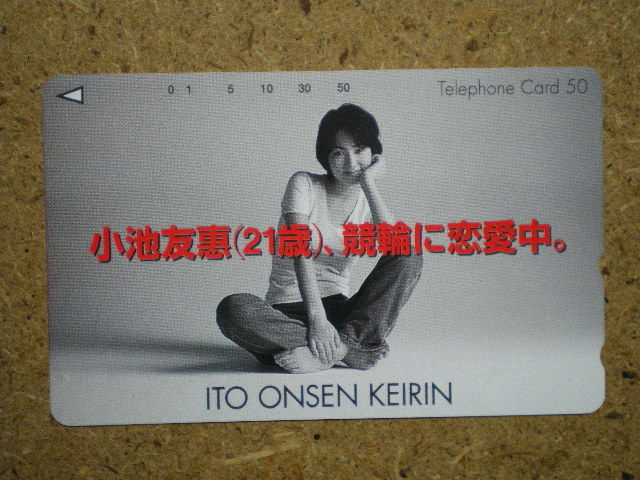 0 1 5 10 30 50 Telephone Card 50
小池友惠(21歳)、競輪に恋愛中。
ITO ONSEN KEIRIN